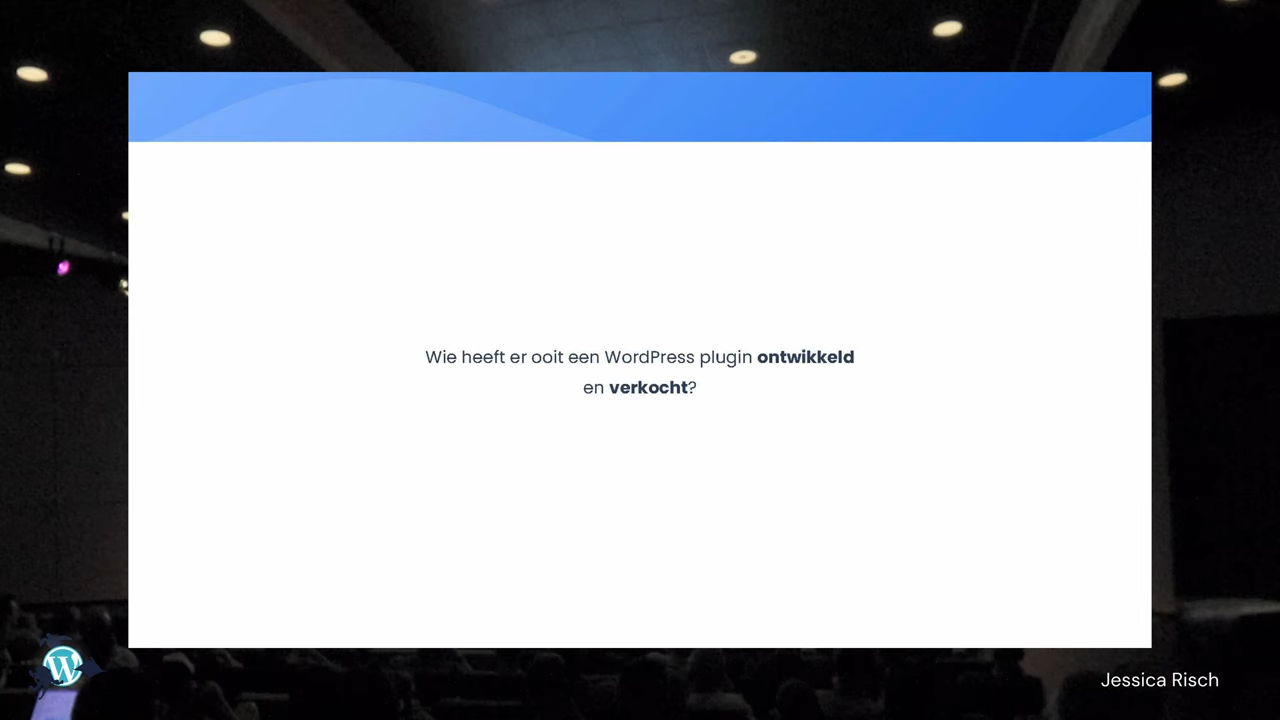 Wie heeft er ooit een WordPress plugin ontwikkeld
en verkocht?
Jessica Risch